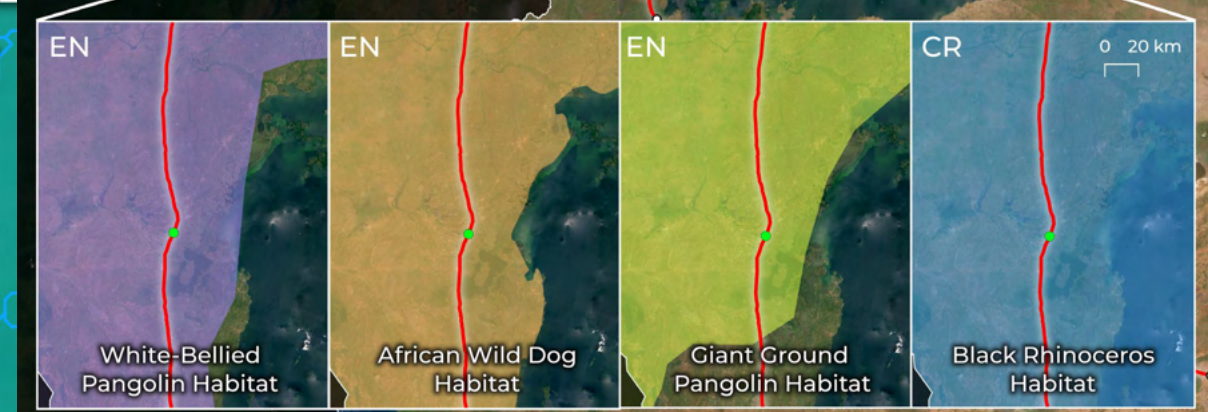 EN
White-Bellied
Pangolin Habitat
EN
African Wild Dog
Habitat
EN
Giant Ground
Pangolin Habitat
CR
0 20 km
Black Rhinoceros
Habitat